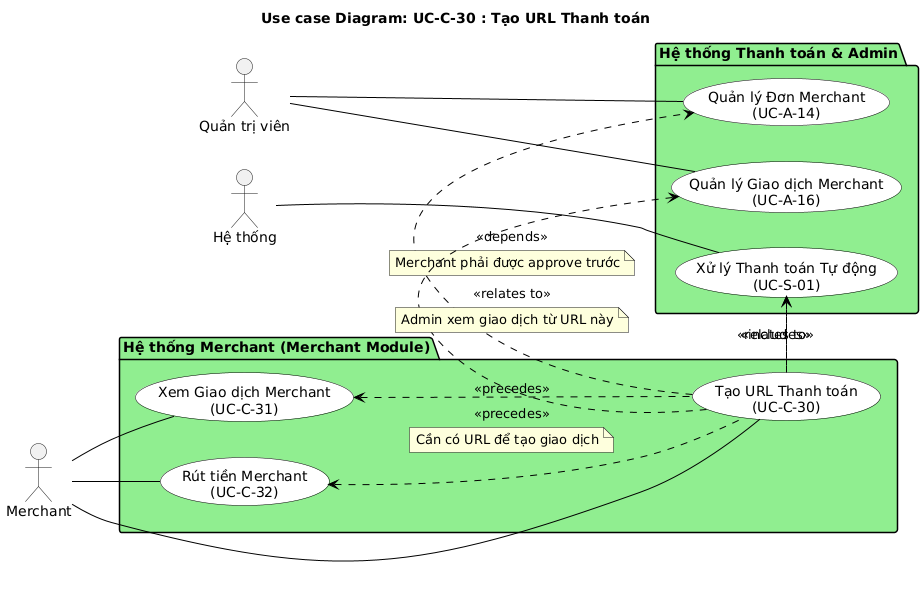 Use case Diagram: UC-C-30 : Tạo URL Thanh toán
Hệ thống Thanh toán & Admin
Quản lý Đơn Merchant
(UC-A-14)
Quản trị viên
Quản lý Giao dịch Merchant
(UC-A-16)
Hệ thống
«depends»
Merchant phải được approve trước
Xử lý Thanh toán Tự động
(UC-S-01)
«relates to»
Admin xem giao dịch từ URL này
Hệ thống Merchant (Merchant Module)
Xem Giao dịch Merchant
(UC-C-31)
«precedes»
Tạo URL Thanh toán
(UC-C-30)
«precedes»
Cần có URL để tạo giao dịch
Rút tiền Merchant
(UC-C-32)
Merchant